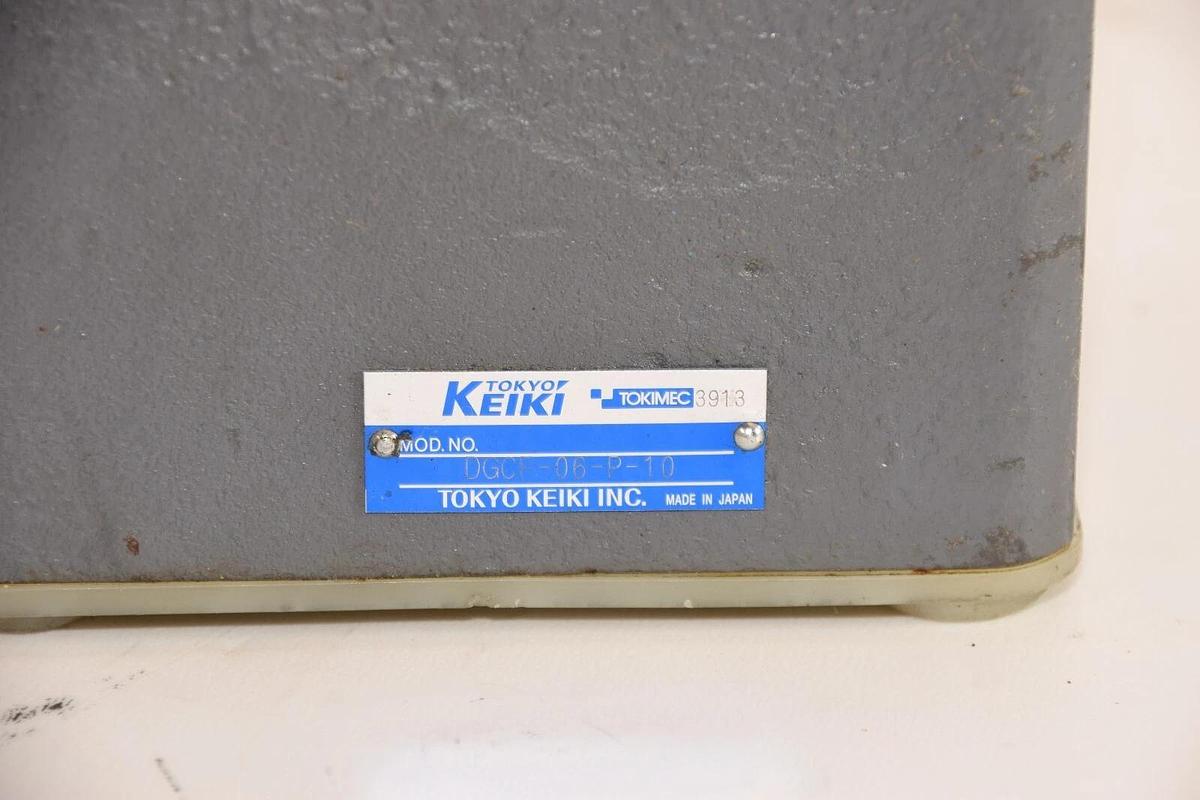 TOKYO KEIKI TOKIMEC 3913
MOD. NO.
DGCF-06-P-10
TOKYO KEIKI INC. MADE IN JAPAN